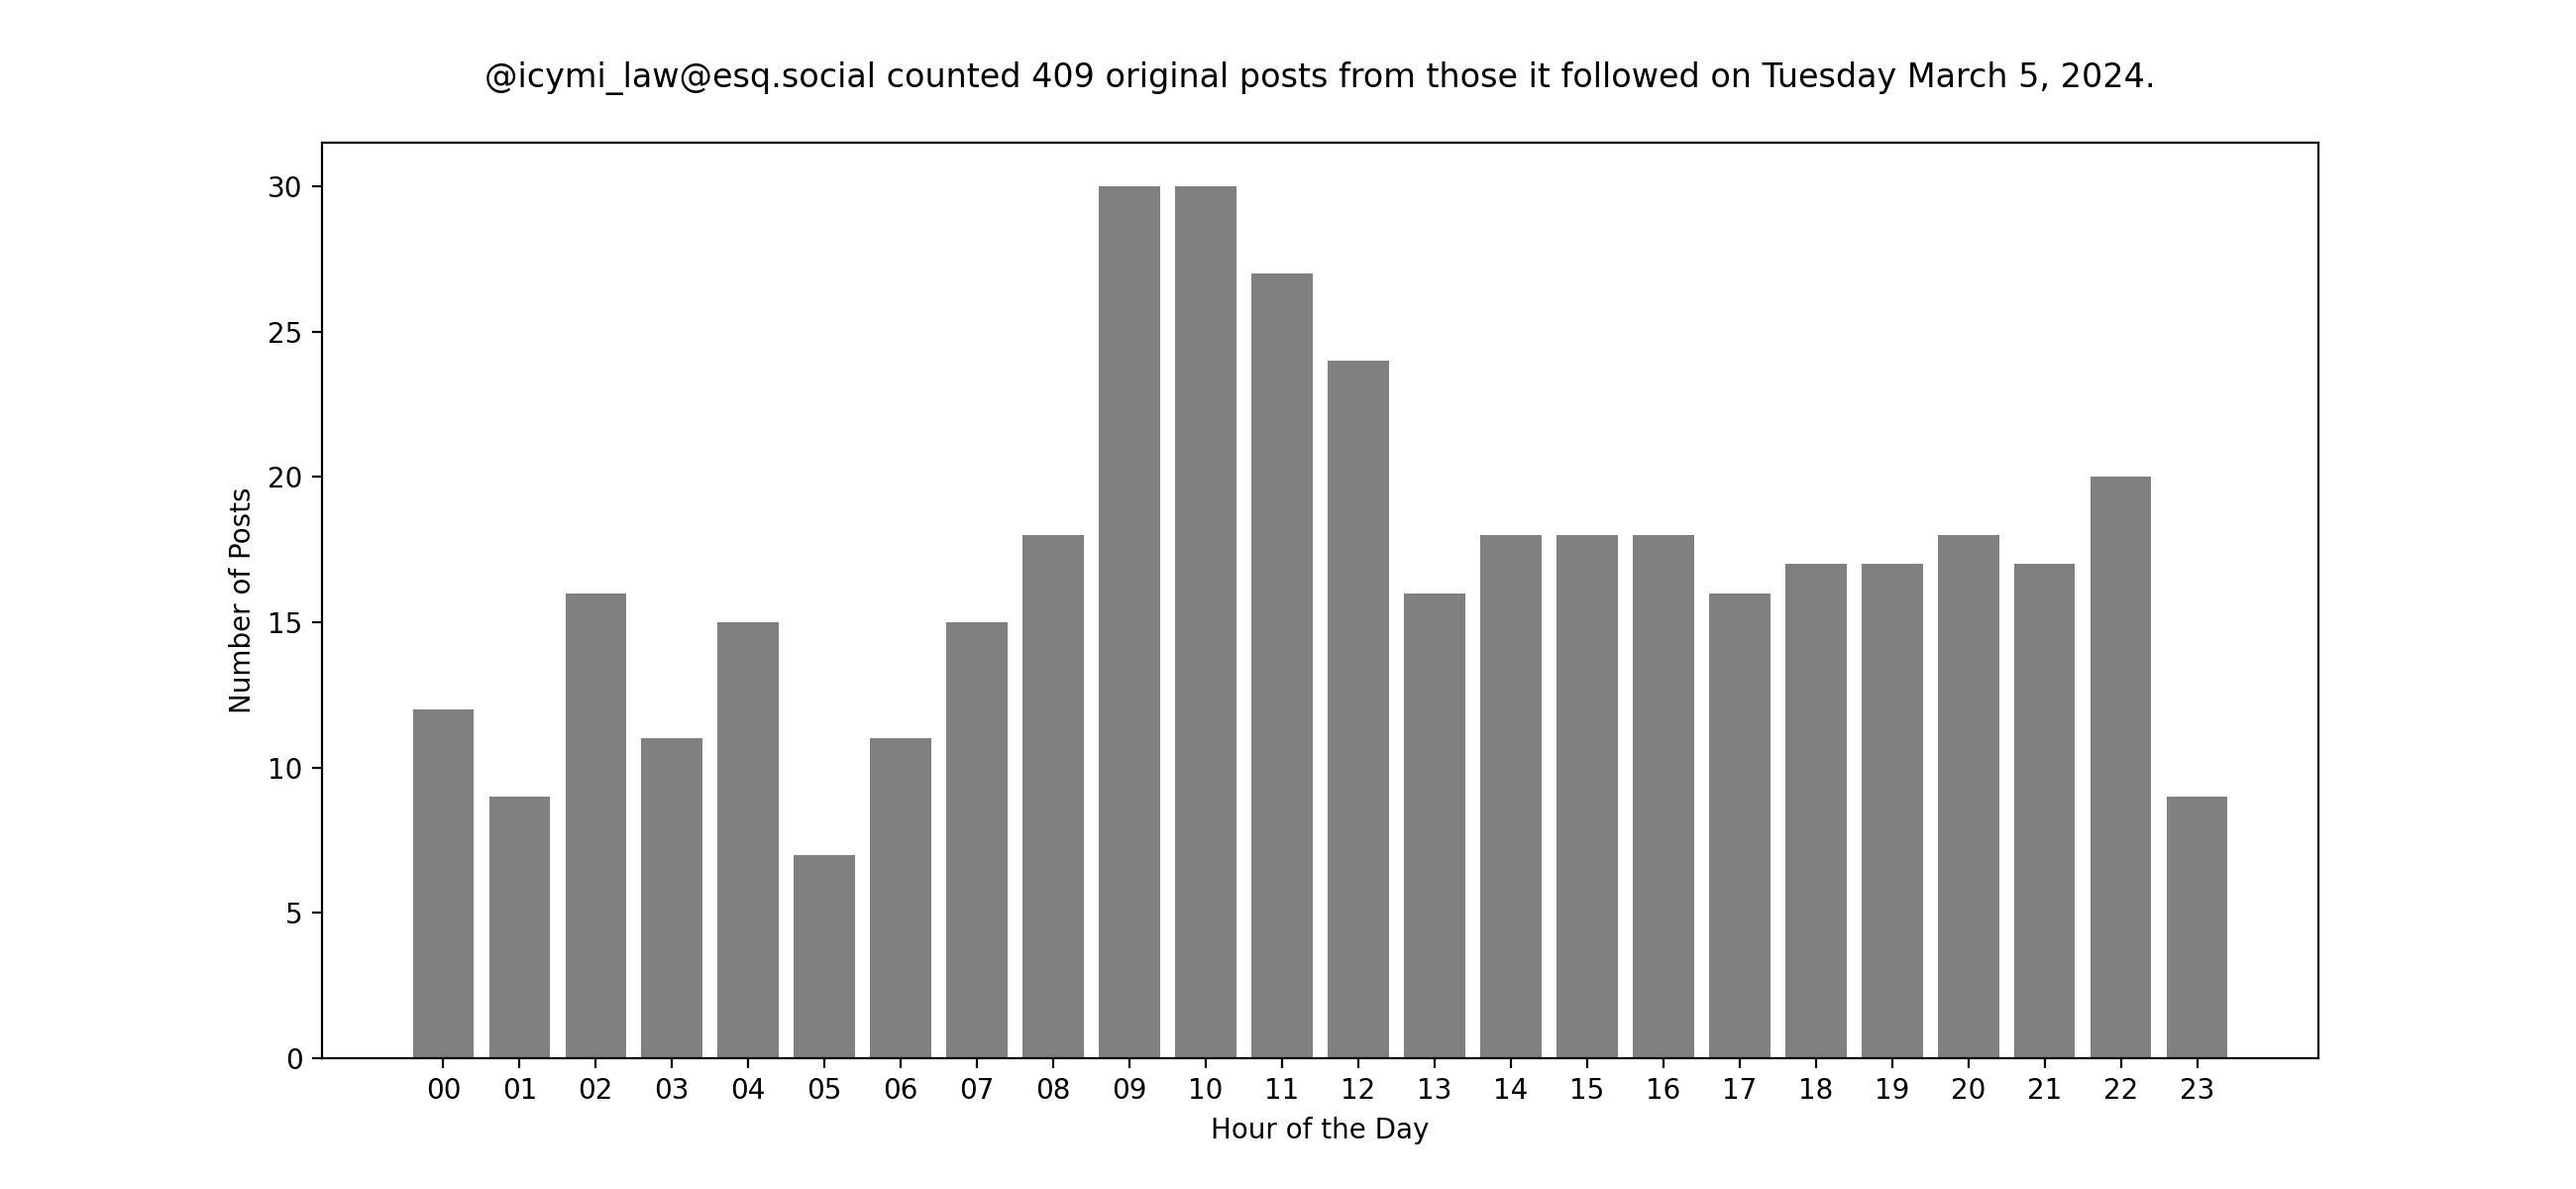 @icymi_law@esq.social counted 409 original posts from those it followed on Tuesday March 5, 2024.
30
25
20
15
10
5
0
Number of Posts
00 01 02 03 04 05 06 07 08 09 10 11 12 13 14 15 16 17 18 19 20 21 22 23
Hour of the Day